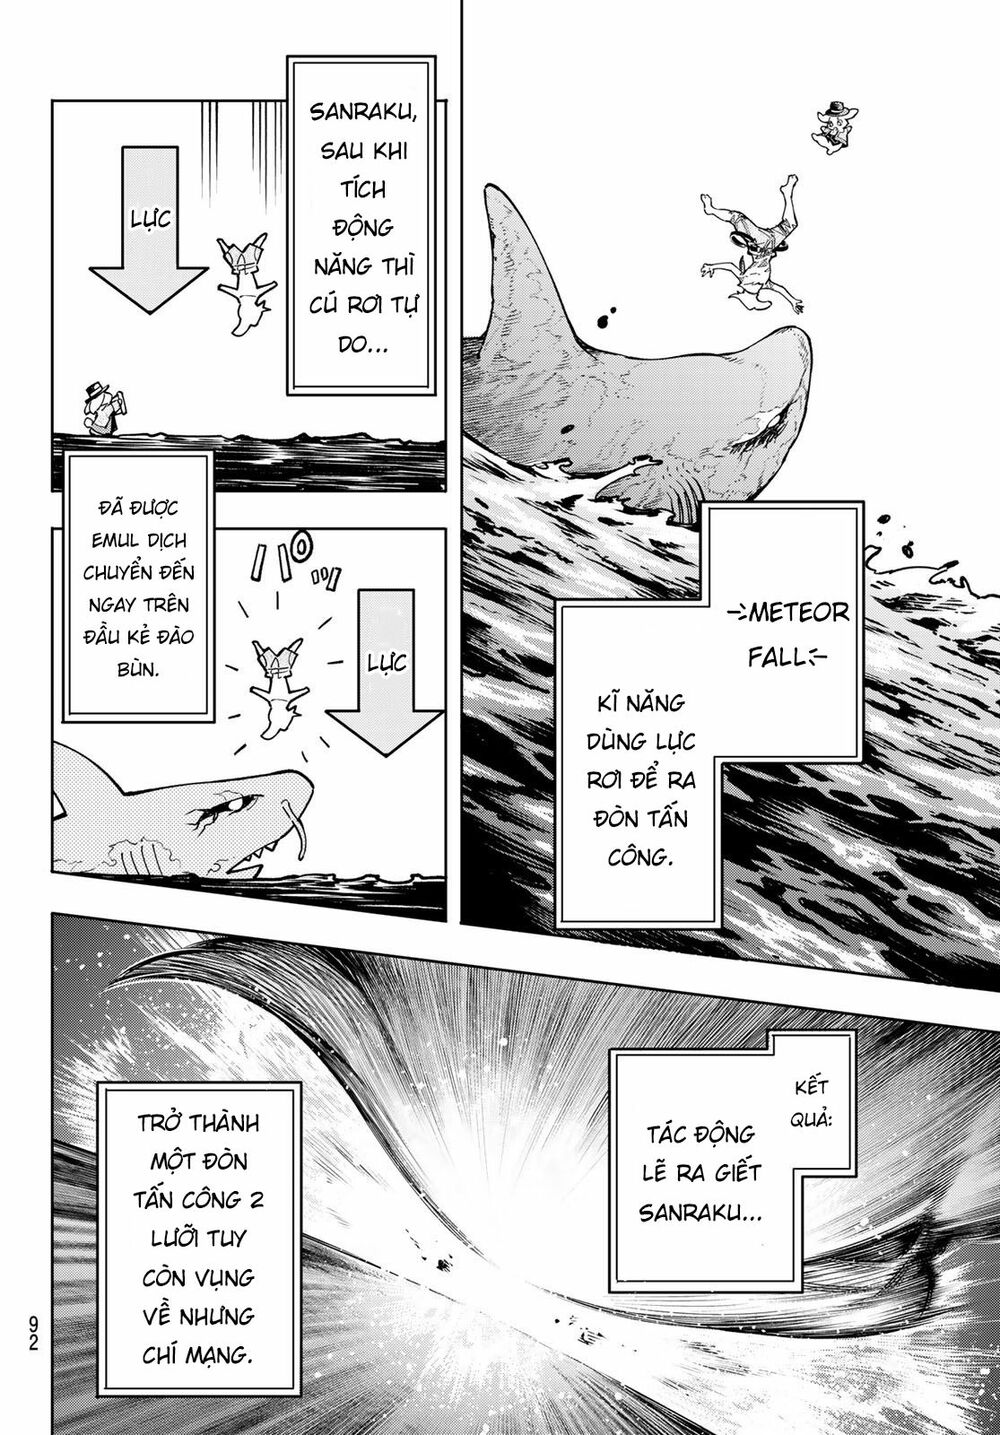 -METEOR
FALL-
KĨ NĂNG
DÙNG LỰC
RƠI ĐỂ RA
ĐÒN TẤN
CÔNG.
SANRAKU,
SAU KHI
TÍCH
ĐỘNG
NĂNG THÌ
CÚ RƠI TỰ
DO...
LỰC
ĐÃ ĐƯỢC
EMUL DỊCH
CHUYỂN ĐẾN
NGAY TRÊN
ĐẦU KẺ ĐÀO
BÙN.
LỰC
KẾT
QUẢ:
TÁC ĐỘNG
LẼ RA GIẾT
SANRAKU...
TRỞ THÀNH
MỘT ĐÒN
TẤN CÔNG 2
LƯỠI TUY
CÒN VỤNG
VỀ NHƯNG
CHÍ MẠNG.
92